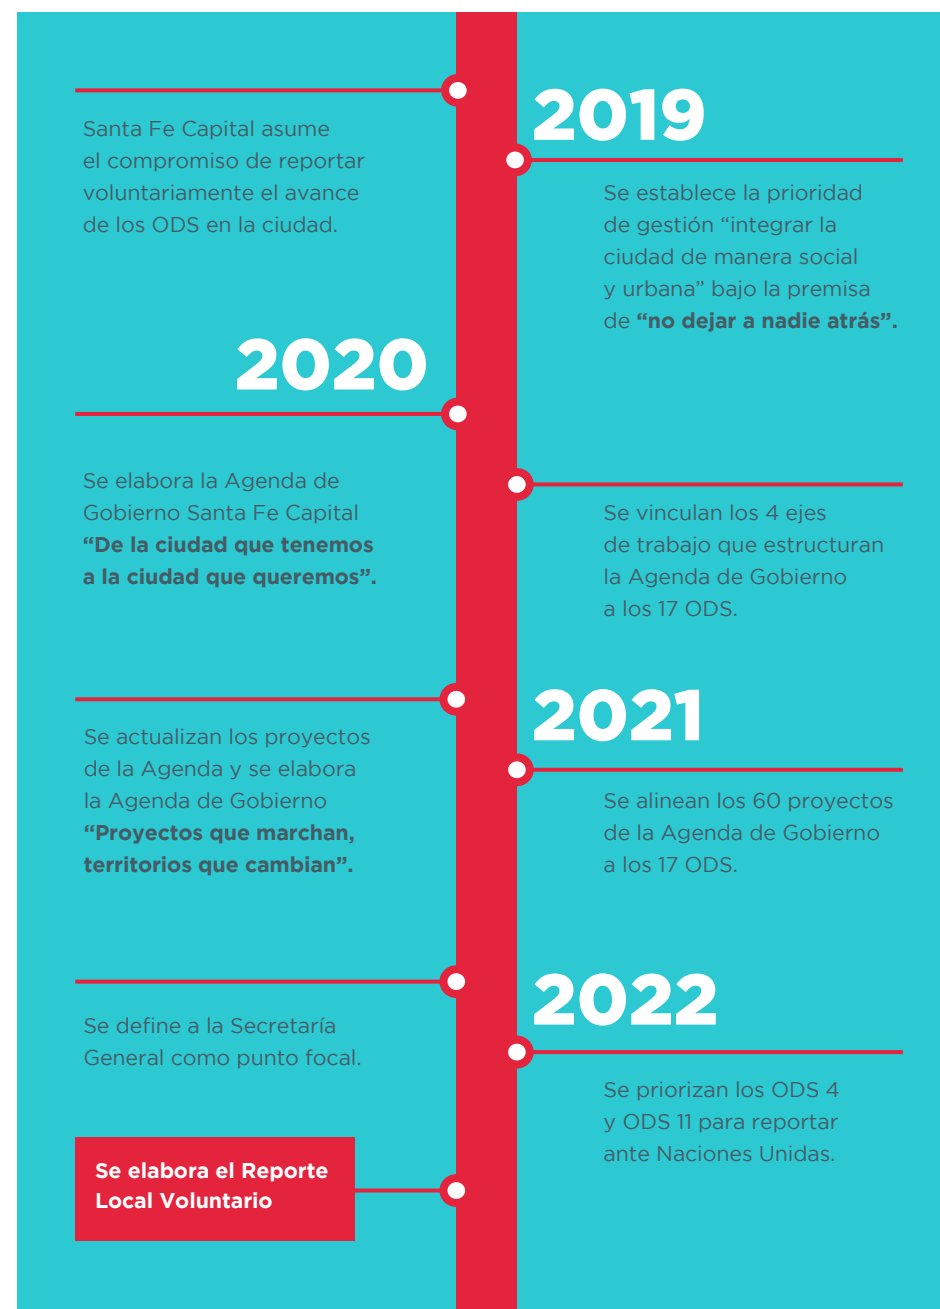 2019
Santa Fe Capital asume
el compromiso de reportar
voluntariamente el avance
de los ODS en la ciudad.
Se establece la prioridad
de gestión “integrar la
ciudad de manera social
y urbana” bajo la premisa
de “no dejar a nadie atrás”.
2020
Se elabora la Agenda de
Gobierno Santa Fe Capital
“De la ciudad que tenemos
a la ciudad que queremos”.
Se vinculan los 4 ejes
de trabajo que estructuran
la Agenda de Gobierno
a los 17 ODS.
2021
Se actualizan los proyectos
de la Agenda y se elabora
la Agenda de Gobierno
“Proyectos que marchan,
territorios que cambian”.
Se alinean los 60 proyectos
de la Agenda de Gobierno
a los 17 ODS.
2022
Se define a la Secretaría
General como punto focal.
Se priorizan los ODS 4
y ODS 11 para reportar
ante Naciones Unidas.
Se elabora el Reporte
Local Voluntario